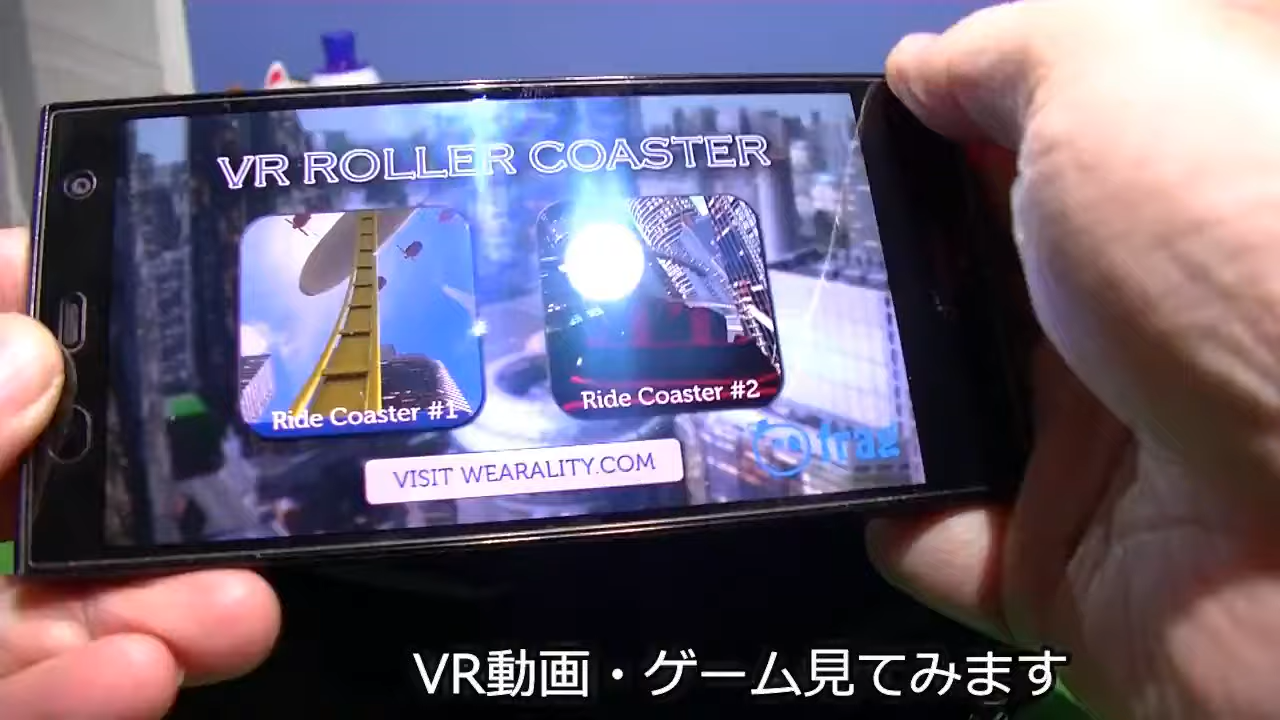 VR ROLLER COASTER
Ride Coaster #1
Ride Coaster #2
VISIT WEARALITY.COM
frag
VR動画・ゲーム見てみます